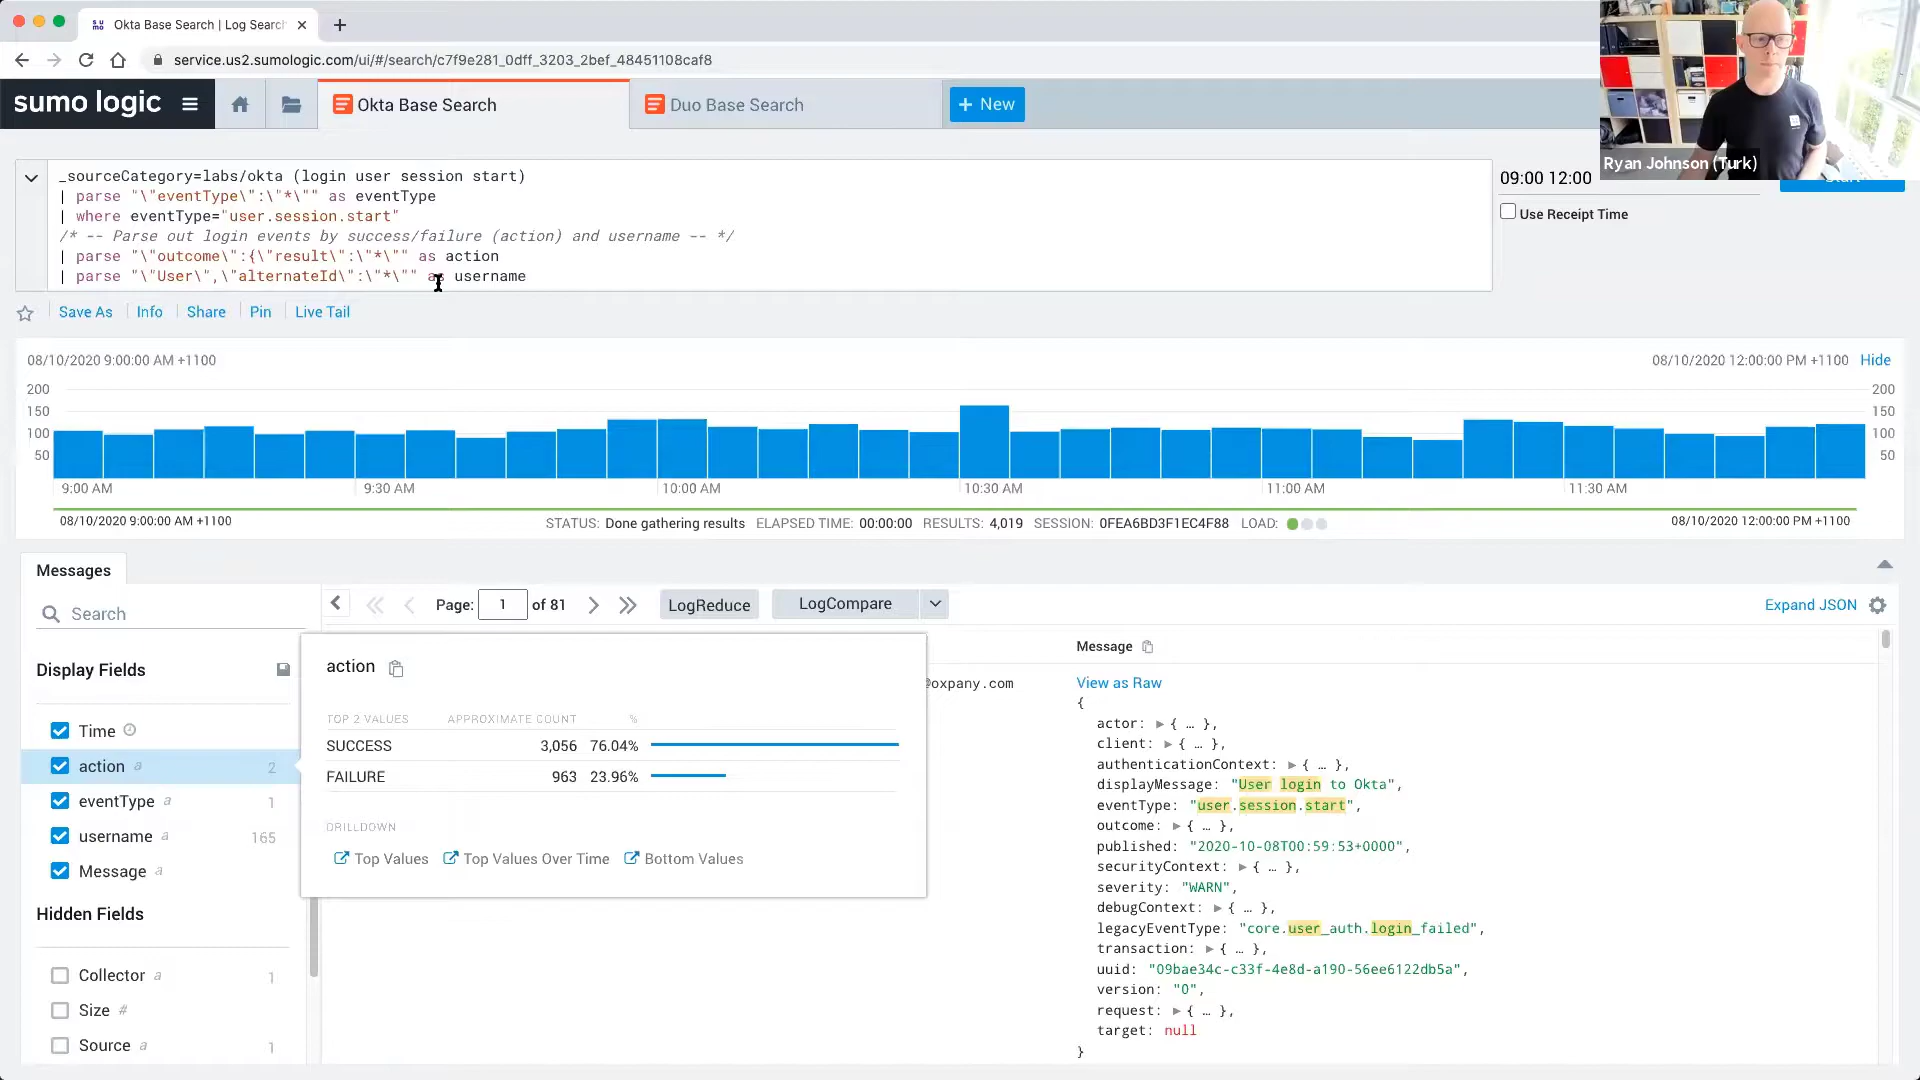 Okta Base Search | Log Search
service.us2.sumologic.com/ui/#/search/c7f9e281_0dff_3203_2bef_48451108caf8
sumo logic
Okta Base Search
Duo Base Search
+ New
Ryan Johnson (Turk)
_sourceCategory=labs/okta (login user session start)
| parse "\"eventType\":\"*\"" as eventType
| where eventType="user.session.start"
/* -- Parse out login events by success/failure (action) and username -- */
| parse "\"outcome\":{\"result\":\"*\"" as action
| parse "\"User\",\"alternateId\":\"*\"" as username
09:00 12:00
Use Receipt Time
Save As
Info
Share
Pin
Live Tail
08/10/2020 9:00:00 AM +1100
08/10/2020 12:00:00 PM +1100
Hide
200
150
100
50
200
150
100
50
9:00 AM
9:30 AM
10:00 AM
10:30 AM
11:00 AM
11:30 AM
08/10/2020 9:00:00 AM +1100
STATUS: Done gathering results ELAPSED TIME: 00:00:00 RESULTS: 4,019 SESSION: 0FEA6BD3F1EC4F88 LOAD:
08/10/2020 12:00:00 PM +1100
Messages
Search
Page: 1 of 81
LogReduce
LogCompare
Expand JSON
Display Fields
Time
action a 2
eventType a 1
username a 165
Message a
Hidden Fields
Collector a 1
Size #
Source a 1
action
TOP 2 VALUES APPROXIMATE COUNT %
SUCCESS 3,056 76.04%
FAILURE 963 23.96%
DRILLDOWN
Top Values
Top Values Over Time
Bottom Values
@oxpany.com
Message
View as Raw
{
actor: ▶ { … },
client: ▶ { … },
authenticationContext: ▶ { … },
displayMessage: "User login to Okta",
eventType: "user.session.start",
outcome: ▶ { … },
published: "2020-10-08T00:59:53+0000",
securityContext: ▶ { … },
severity: "WARN",
debugContext: ▶ { … },
legacyEventType: "core.user_auth.login_failed",
transaction: ▶ { … },
uuid: "09bae34c-c33f-4e8d-a190-56ee6122db5a",
version: "0",
request: ▶ { … },
target: null
}